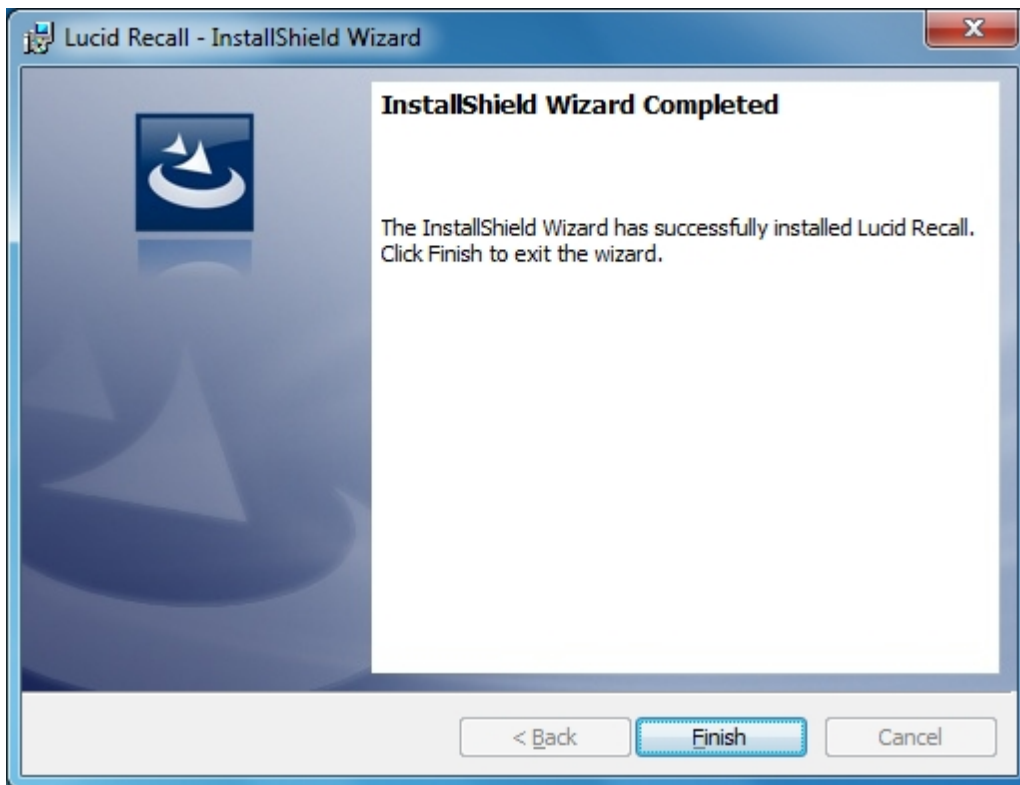 Lucid Recall - InstallShield Wizard
InstallShield Wizard Completed
The InstallShield Wizard has successfully installed Lucid Recall.
Click Finish to exit the wizard.
< Back
Finish
Cancel